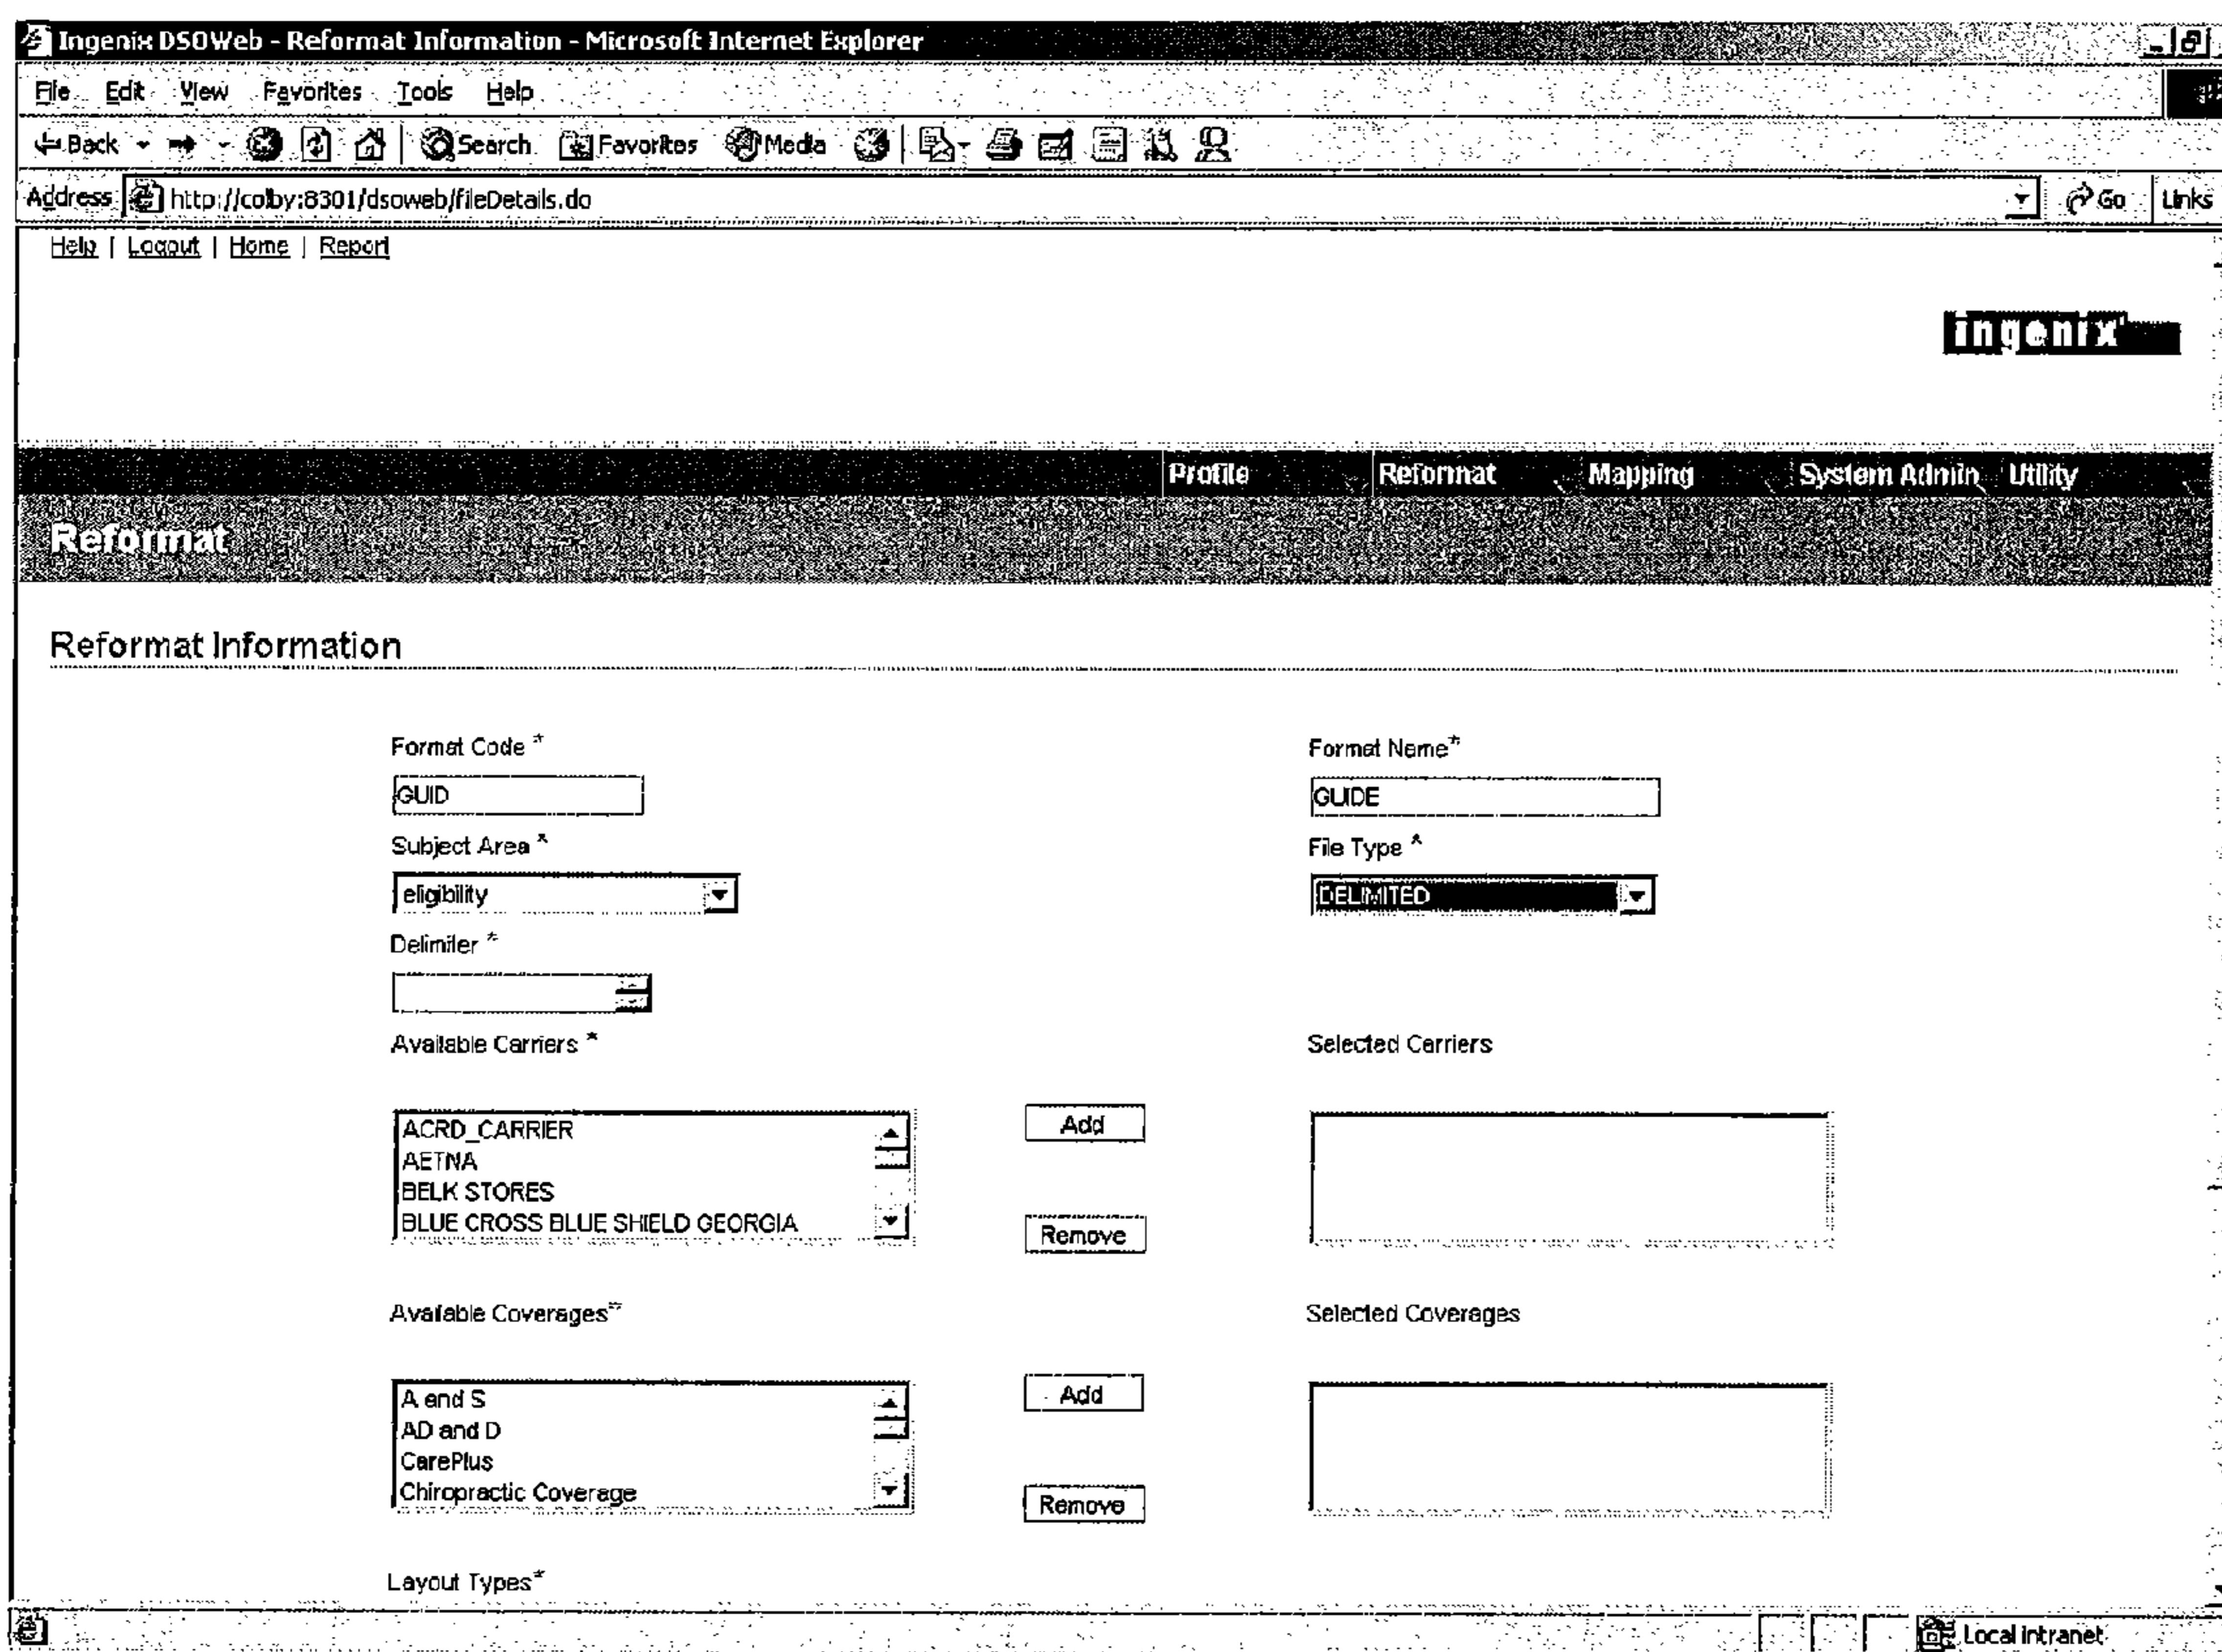 Ingenix DSOWeb - Reformat Information - Microsoft Internet Explorer
File Edit View Favorites Tools Help
Back Search Favorites Media
Address http://colby:8301/dsoweb/fileDetails.do Go Links
Help | Logout | Home | Report
ingenix
Profile Reformat Mapping System Admin Utility
Reformat
Reformat Information
Format Code * Format Name*
GUID GUIDE
Subject Area * File Type *
eligibility DELIMITED
Delimiter *
Available Carriers * Selected Carriers
ACRD_CARRIER Add
AETNA
BELK STORES
BLUE CROSS BLUE SHIELD GEORGIA Remove
Available Coverages* Selected Coverages
A and S Add
AD and D
CarePlus
Chiropractic Coverage Remove
Layout Types*
Local intranet